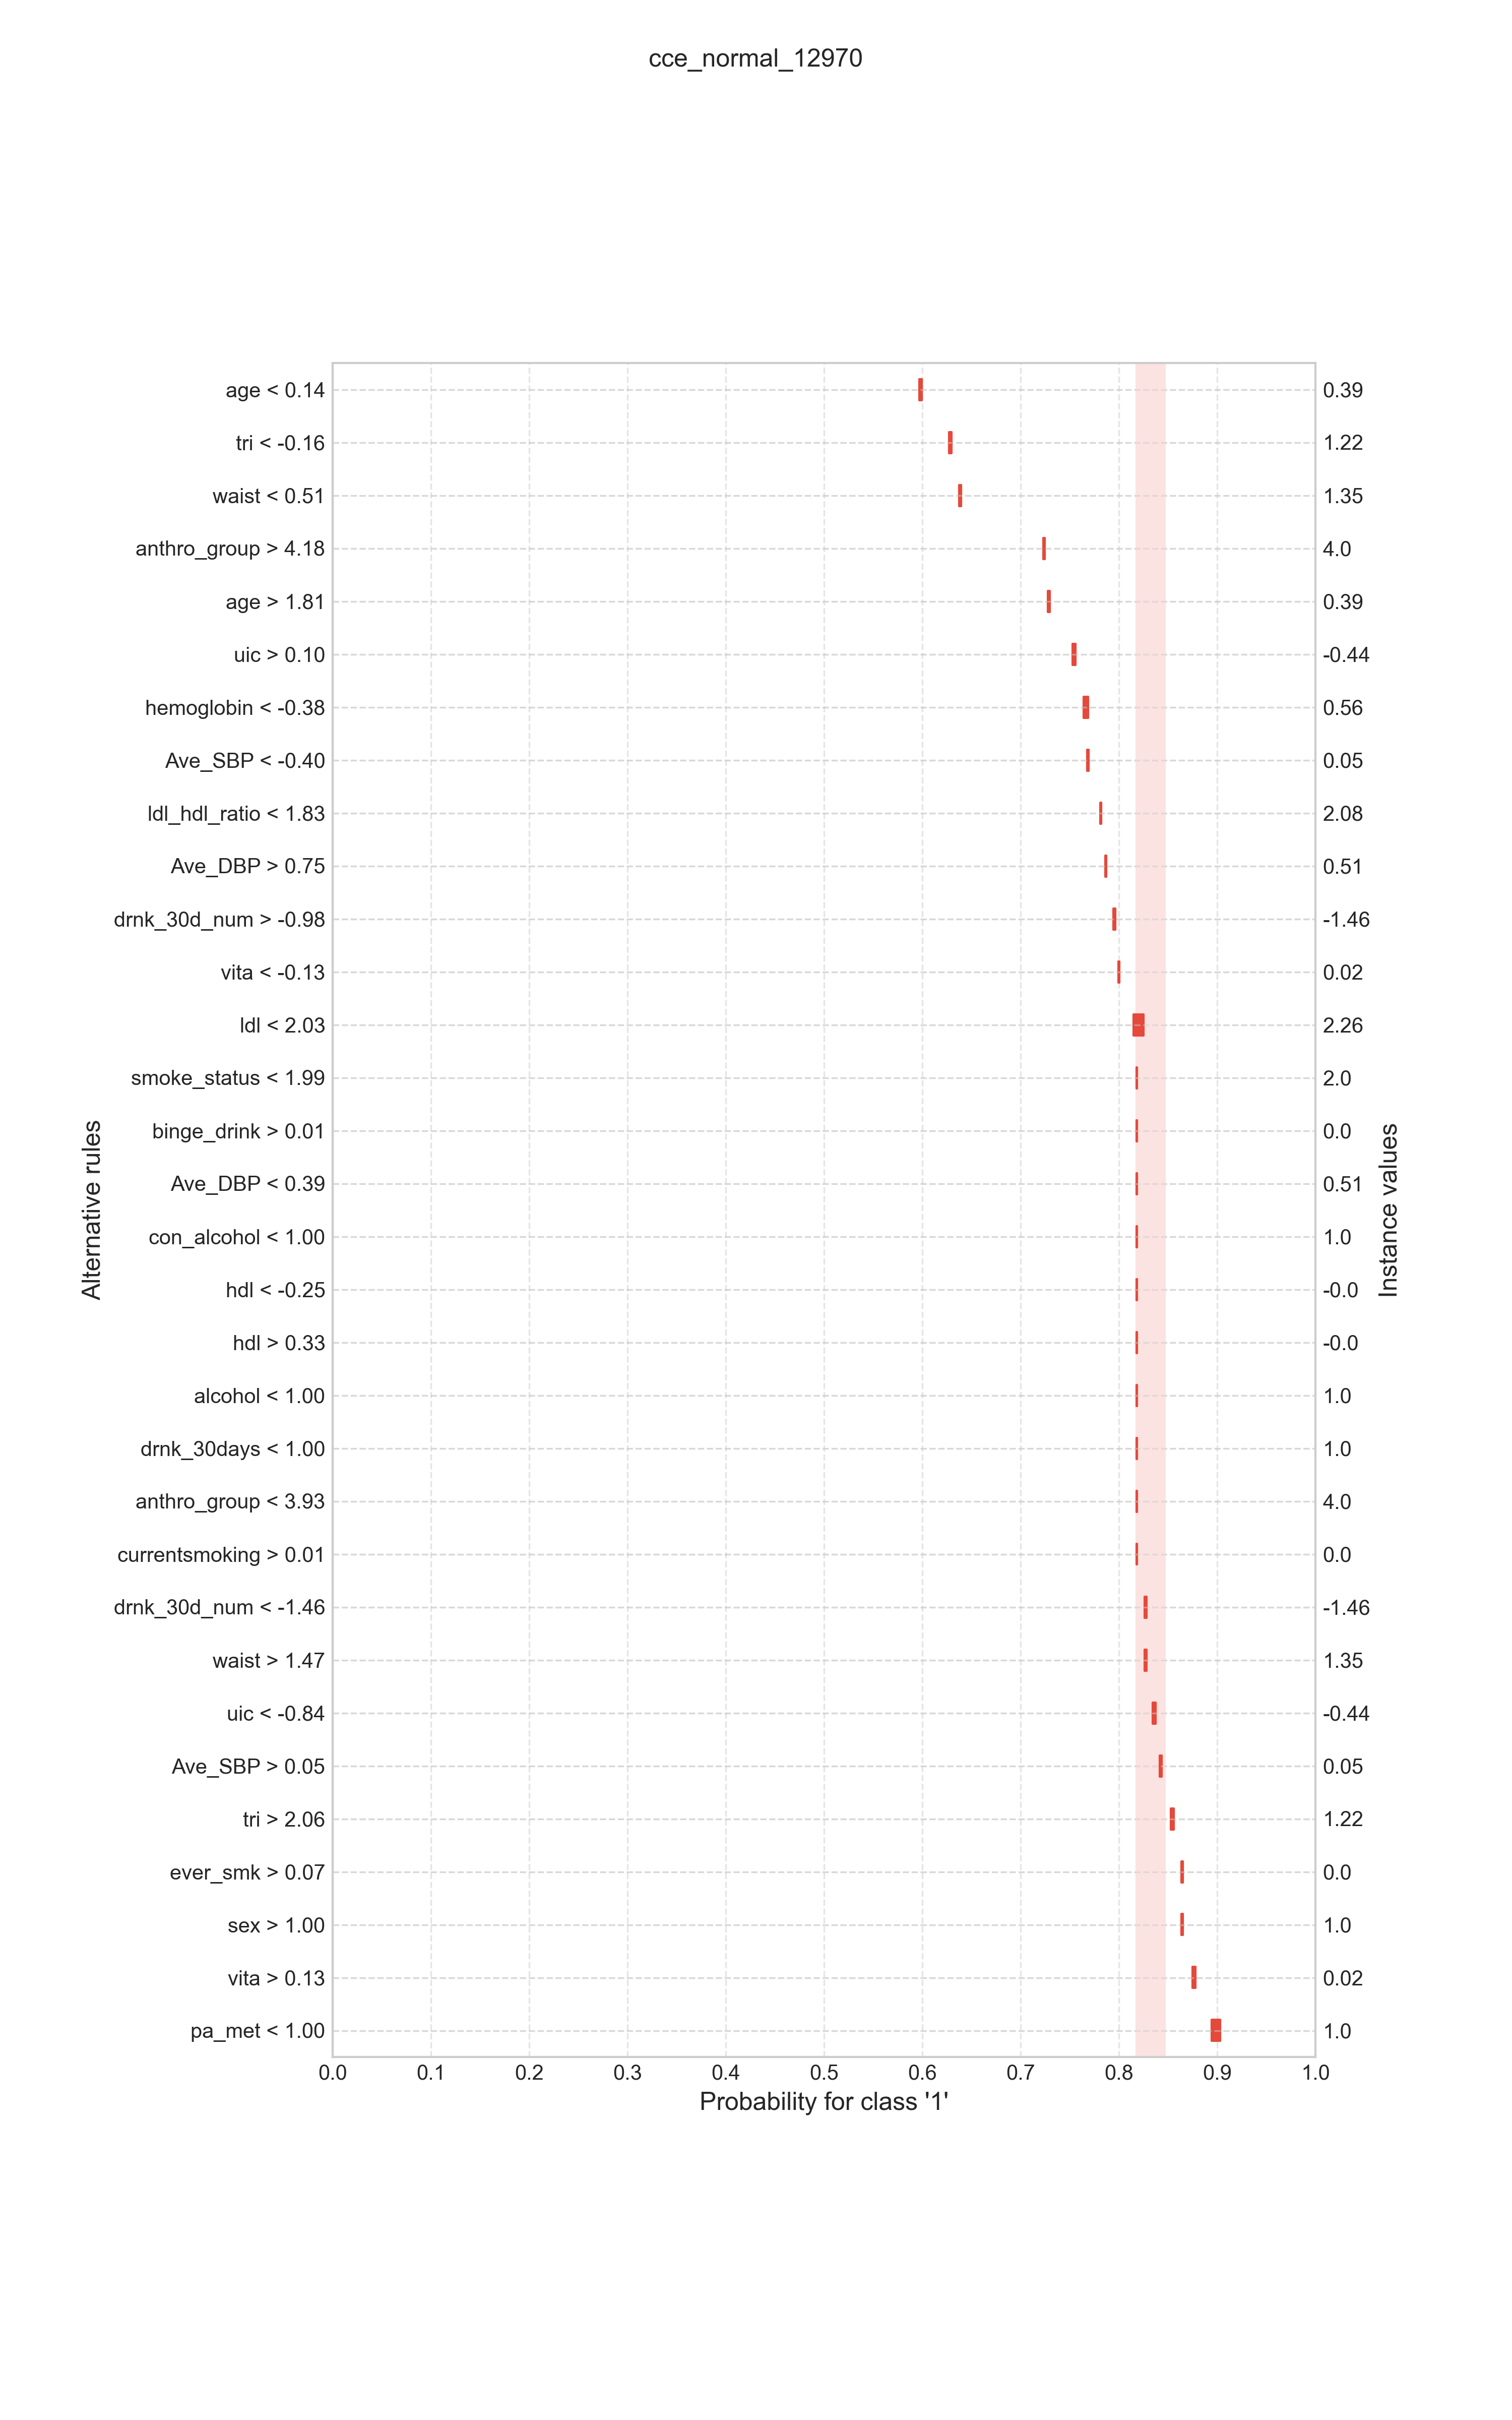 cce_normal_12970
age < 0.14 0.39
tri < -0.16 1.22
waist < 0.51 1.35
anthro_group > 4.18 4.0
age > 1.81 0.39
uic > 0.10 -0.44
hemoglobin < -0.38 0.56
Ave_SBP < -0.40 0.05
ldl_hdl_ratio < 1.83 2.08
Ave_DBP > 0.75 0.51
drnk_30d_num > -0.98 -1.46
vita < -0.13 0.02
ldl < 2.03 2.26
smoke_status < 1.99 2.0
binge_drink > 0.01 0.0
Ave_DBP < 0.39 0.51
con_alcohol < 1.00 1.0
hdl < -0.25 -0.0
hdl > 0.33 -0.0
alcohol < 1.00 1.0
drnk_30days < 1.00 1.0
anthro_group < 3.93 4.0
currentsmoking > 0.01 0.0
drnk_30d_num < -1.46 -1.46
waist > 1.47 1.35
uic < -0.84 -0.44
Ave_SBP > 0.05 0.05
tri > 2.06 1.22
ever_smk > 0.07 0.0
sex > 1.00 1.0
vita > 0.13 0.02
pa_met < 1.00 1.0
Alternative rules
Instance values
0.0 0.1 0.2 0.3 0.4 0.5 0.6 0.7 0.8 0.9 1.0
Probability for class '1'